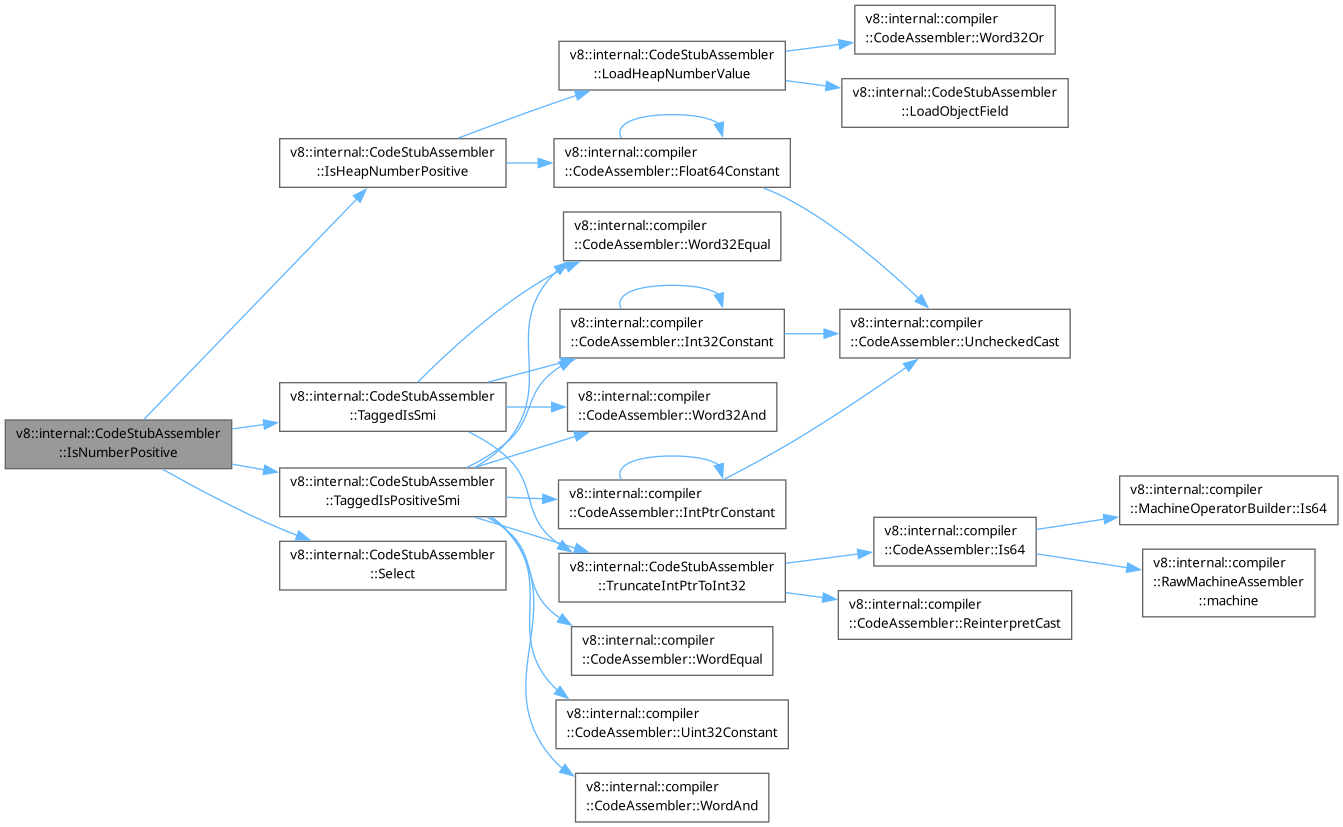 v8::internal::CodeStubAssembler
::IsNumberPositive
v8::internal::CodeStubAssembler
::IsHeapNumberPositive
v8::internal::CodeStubAssembler
::LoadHeapNumberValue
v8::internal::compiler
::CodeAssembler::Word32Or
v8::internal::CodeStubAssembler
::LoadObjectField
v8::internal::compiler
::CodeAssembler::Float64Constant
v8::internal::compiler
::CodeAssembler::UncheckedCast
v8::internal::CodeStubAssembler
::TaggedIsSmi
v8::internal::compiler
::CodeAssembler::Word32Equal
v8::internal::compiler
::CodeAssembler::Int32Constant
v8::internal::compiler
::CodeAssembler::Word32And
v8::internal::CodeStubAssembler
::TaggedIsPositiveSmi
v8::internal::compiler
::CodeAssembler::IntPtrConstant
v8::internal::CodeStubAssembler
::TruncateIntPtrToInt32
v8::internal::compiler
::CodeAssembler::Is64
v8::internal::compiler
::MachineOperatorBuilder::Is64
v8::internal::compiler
::RawMachineAssembler
::machine
v8::internal::compiler
::CodeAssembler::ReinterpretCast
v8::internal::compiler
::CodeAssembler::WordEqual
v8::internal::compiler
::CodeAssembler::Uint32Constant
v8::internal::compiler
::CodeAssembler::WordAnd
v8::internal::CodeStubAssembler
::Select